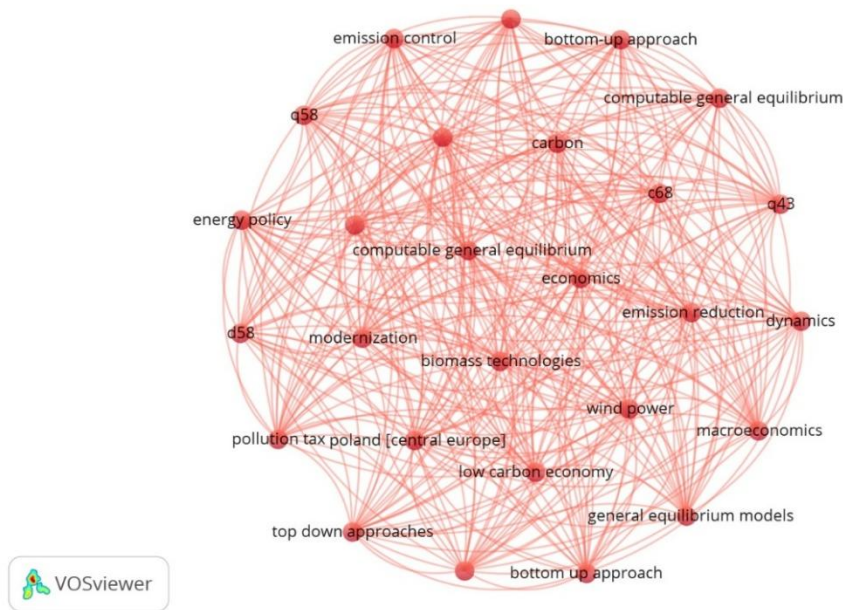 emission control
bottom-up approach
computable general equilibrium
q58
carbon
c68
q43
energy policy
computable general equilibrium
economics
emission reduction
dynamics
d58
modernization
biomass technologies
wind power
macroeconomics
pollution tax
poland [central europe]
low carbon economy
general equilibrium models
top down approaches
bottom up approach
VOSviewer